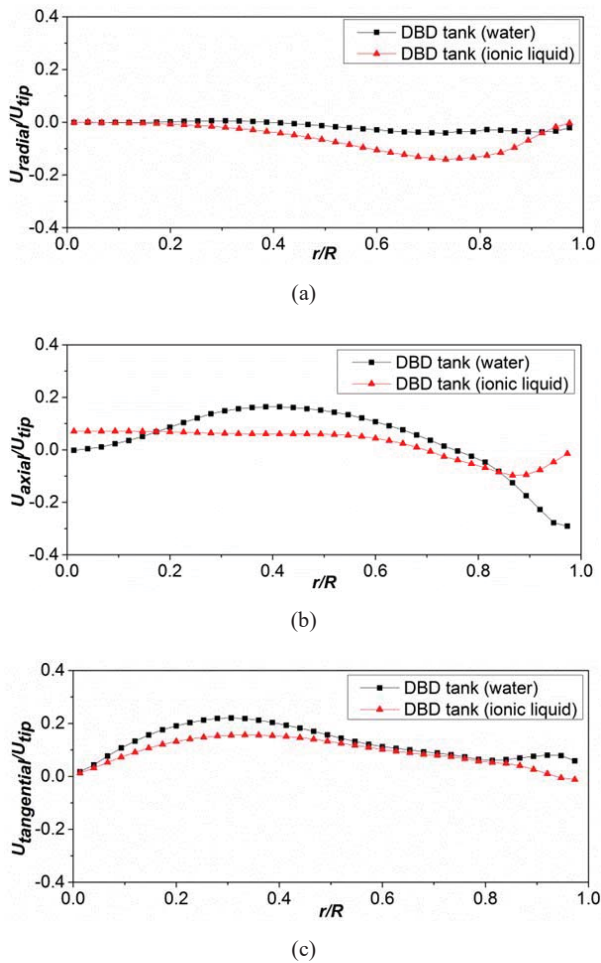 0.4
DBD tank (water)
DBD tank (ionic liquid)
0.2
0.0
-0.2
-0.4
U_radial/U_tip
0.0 0.2 0.4 0.6 0.8 1.0
r/R
(a)
0.4
DBD tank (water)
DBD tank (ionic liquid)
0.2
0.0
-0.2
-0.4
U_axial/U_tip
0.0 0.2 0.4 0.6 0.8 1.0
r/R
(b)
0.4
DBD tank (water)
DBD tank (ionic liquid)
0.2
0.0
-0.2
-0.4
U_tangential/U_tip
0.0 0.2 0.4 0.6 0.8 1.0
r/R
(c)